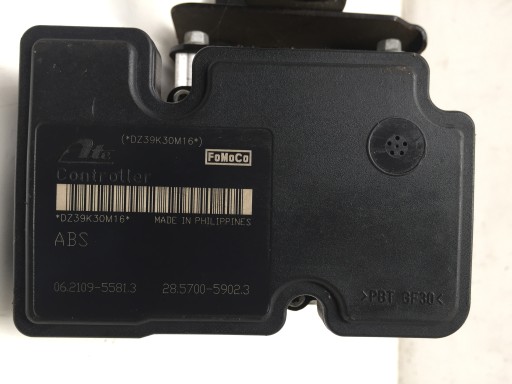 (*DZ39K30M16*)
Ate
FoMoCo
Controller
*DZ39K30M16*
MADE IN PHILIPPINES
ABS
06.2109-5581.3
28.5700-5902.3
>PBT GF30<